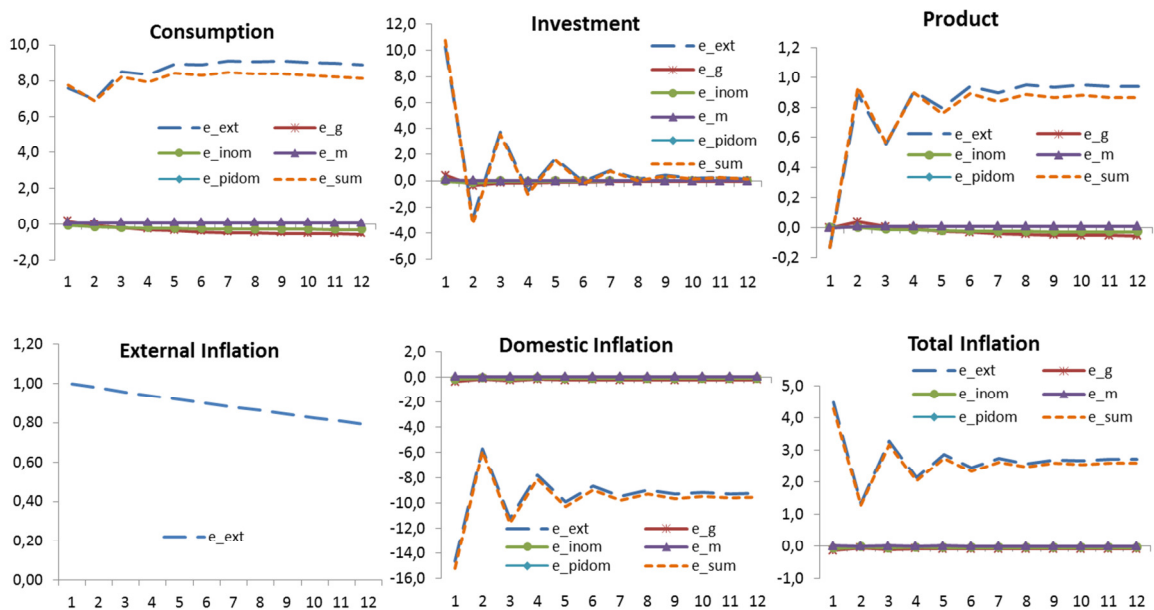 Consumption
10,0
8,0
6,0
4,0
2,0
0,0
-2,0
e_ext e_g
e_inom e_m
e_pidom e_sum
1 2 3 4 5 6 7 8 9 10 11 12
Investment
12,0
10,0
8,0
6,0
4,0
2,0
0,0
-2,0
-4,0
-6,0
e_ext
e_g
e_inom
e_m
e_pidom
e_sum
1 2 3 4 5 6 7 8 9 10 11 12
Product
1,2
1,0
0,8
0,6
0,4
0,2
0,0
-0,2
e_ext e_g
e_inom e_m
e_pidom e_sum
1 2 3 4 5 6 7 8 9 10 11 12
External Inflation
1,20
1,00
0,80
0,60
0,40
0,20
0,00
e_ext
1 2 3 4 5 6 7 8 9 10 11 12
Domestic Inflation
2,0
0,0
-2,0
-4,0
-6,0
-8,0
-10,0
-12,0
-14,0
-16,0
e_ext e_g
e_inom e_m
e_pidom e_sum
1 2 3 4 5 6 7 8 9 10 11 12
Total Inflation
e_ext e_g
e_inom e_m
e_pidom e_sum
5,0
4,0
3,0
2,0
1,0
0,0
-1,0
1 2 3 4 5 6 7 8 9 10 11 12